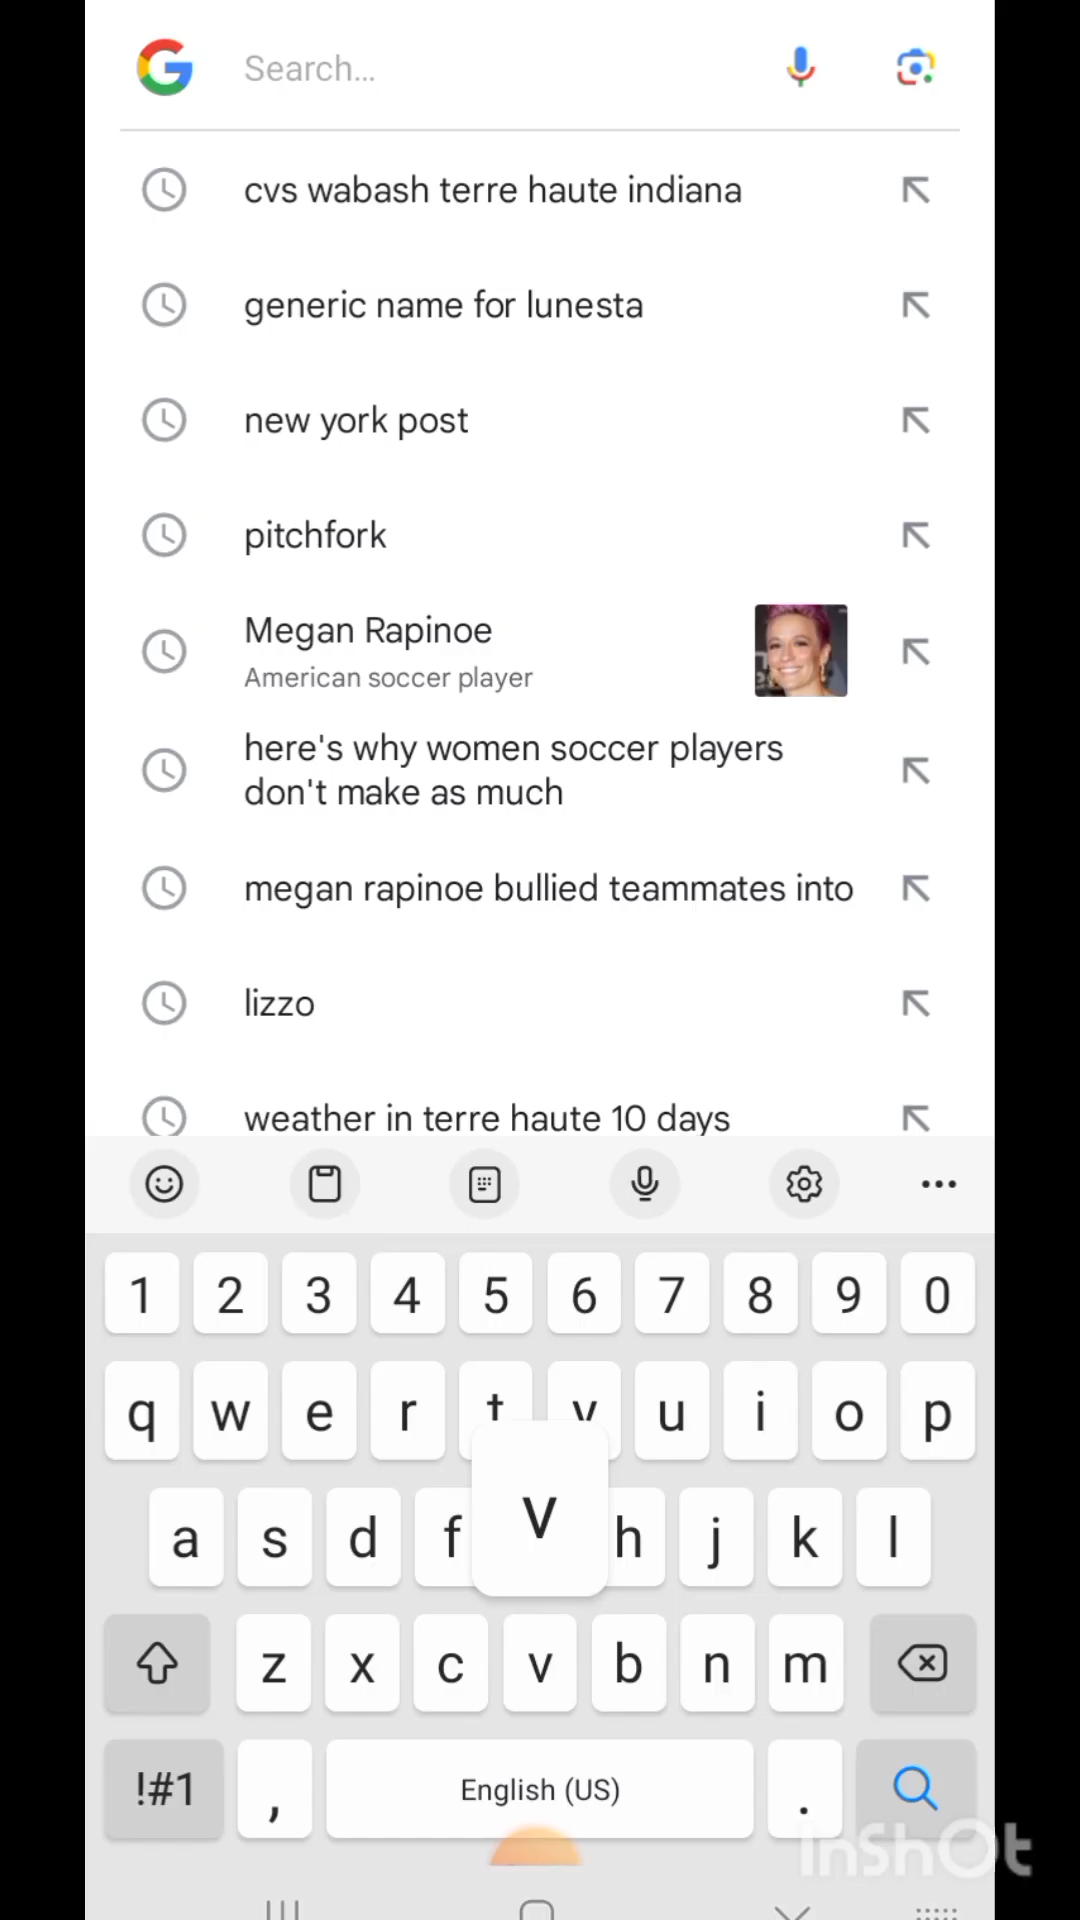 Search...
cvs wabash terre haute indiana
generic name for lunesta
new york post
pitchfork
Megan Rapinoe
American soccer player
here's why women soccer players
don't make as much
megan rapinoe bullied teammates into
lizzo
weather in terre haute 10 days
1 2 3 4 5 6 7 8 9 0
q w e r t y u i o p
a s d f v h j k l
z x c v b n m
!#1 , English (US) .
InShOt